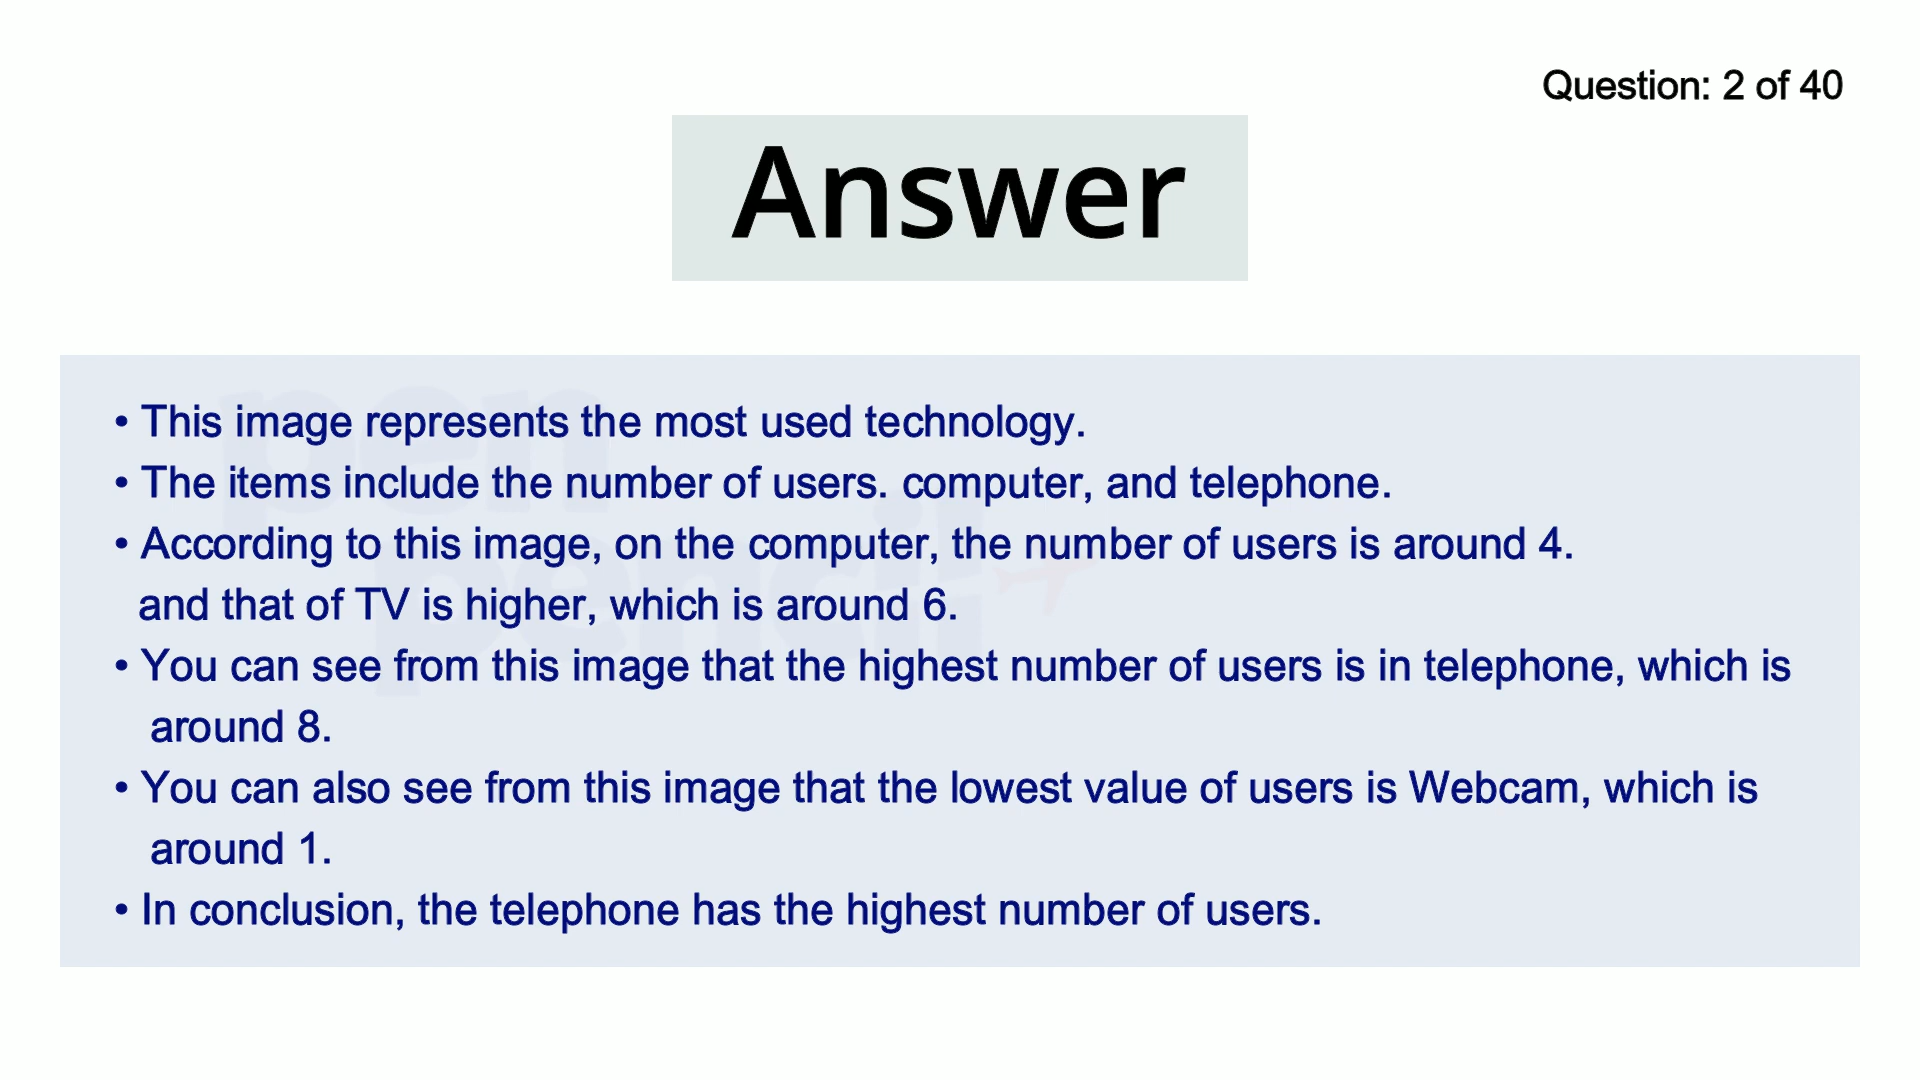 Question: 2 of 40
Answer
• This image represents the most used technology.
• The items include the number of users. computer, and telephone.
• According to this image, on the computer, the number of users is around 4.
and that of TV is higher, which is around 6.
• You can see from this image that the highest number of users is in telephone, which is
around 8.
• You can also see from this image that the lowest value of users is Webcam, which is
around 1.
• In conclusion, the telephone has the highest number of users.
pen
pencil